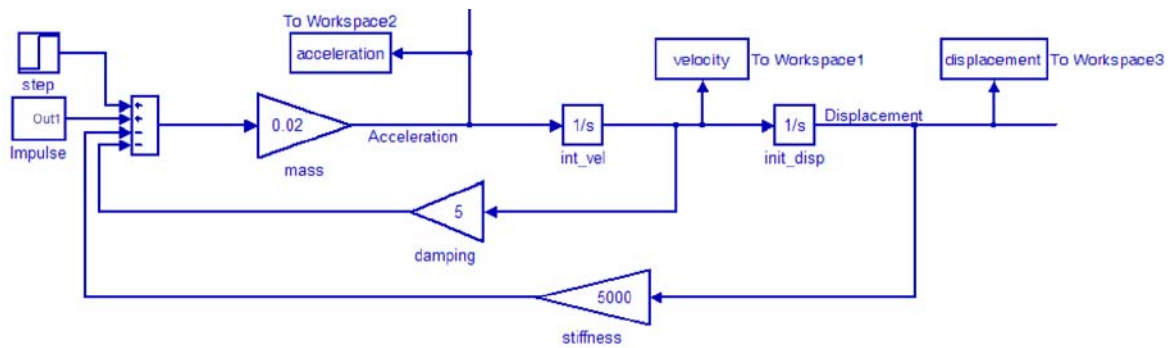 To Workspace2
acceleration
step
Out1
Impulse
+
+
−
−
0.02
mass
Acceleration
1/s
int_vel
velocity
To Workspace1
1/s
init_disp
Displacement
displacement
To Workspace3
5
damping
5000
stiffness